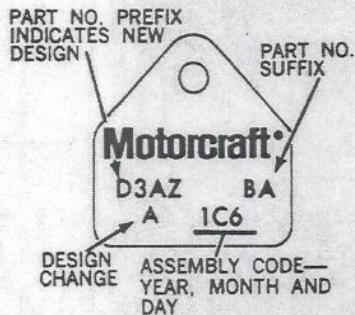 PART NO. PREFIX
INDICATES NEW
DESIGN
PART NO.
SUFFIX
Motorcraft
D3AZ BA
A 1C6
DESIGN
CHANGE
ASSEMBLY CODE—
YEAR, MONTH AND
DAY